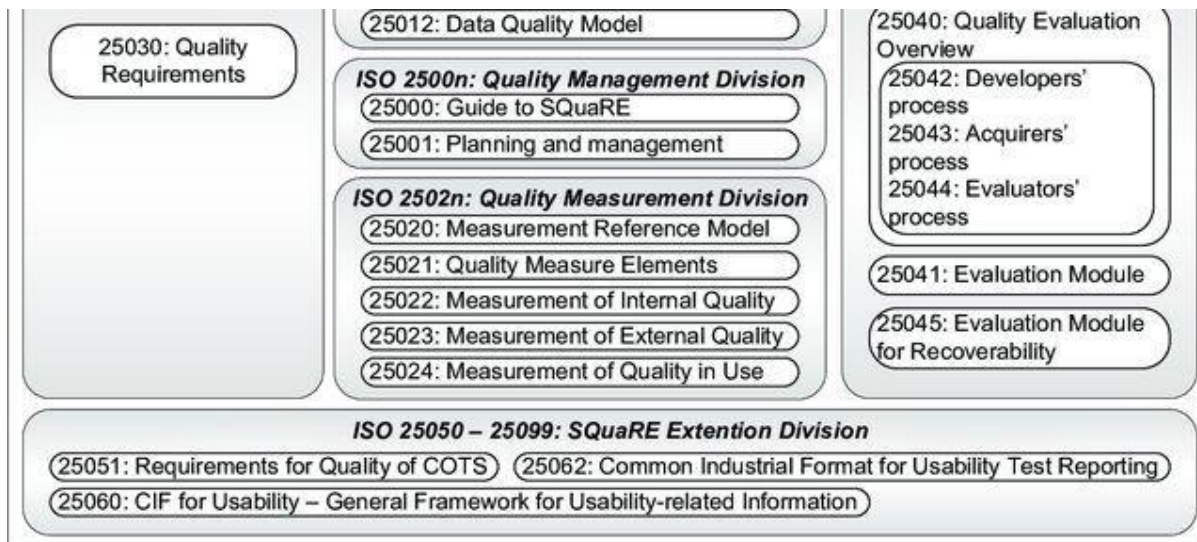 25030: Quality
Requirements
25012: Data Quality Model
ISO 2500n: Quality Management Division
25000: Guide to SQuaRE
25001: Planning and management
ISO 2502n: Quality Measurement Division
25020: Measurement Reference Model
25021: Quality Measure Elements
25022: Measurement of Internal Quality
25023: Measurement of External Quality
25024: Measurement of Quality in Use
25040: Quality Evaluation
Overview
25042: Developers'
process
25043: Acquirers'
process
25044: Evaluators'
process
25041: Evaluation Module
25045: Evaluation Module
for Recoverability
ISO 25050 – 25099: SQuaRE Extention Division
25051: Requirements for Quality of COTS
25062: Common Industrial Format for Usability Test Reporting
25060: CIF for Usability – General Framework for Usability-related Information